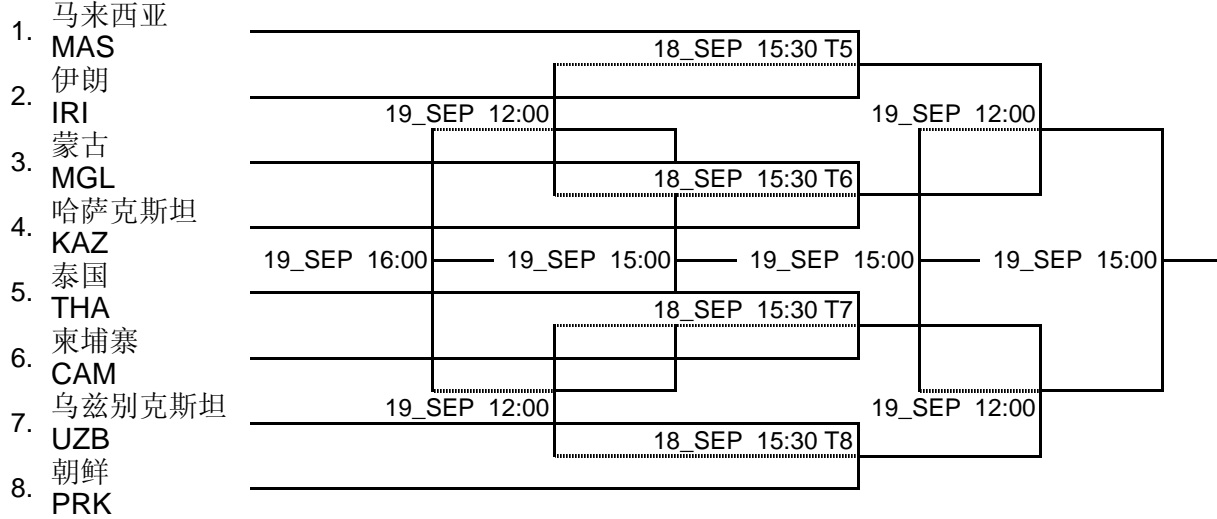 1. 马来西亚
MAS
18_SEP 15:30 T5
2. 伊朗
IRI
19_SEP 12:00 19_SEP 12:00
3. 蒙古
MGL
18_SEP 15:30 T6
4. 哈萨克斯坦
KAZ
19_SEP 16:00 19_SEP 15:00 19_SEP 15:00 19_SEP 15:00
5. 泰国
THA
18_SEP 15:30 T7
6. 柬埔寨
CAM
7. 乌兹别克斯坦
19_SEP 12:00 19_SEP 12:00
UZB
18_SEP 15:30 T8
8. 朝鲜
PRK